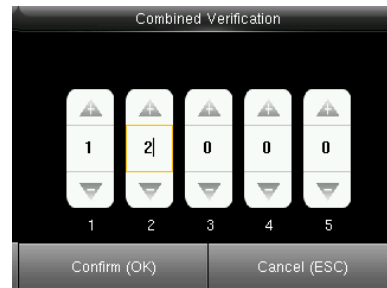 Combined Verification
1 2 0 0 0
1 2 3 4 5
Confirm (OK) Cancel (ESC)